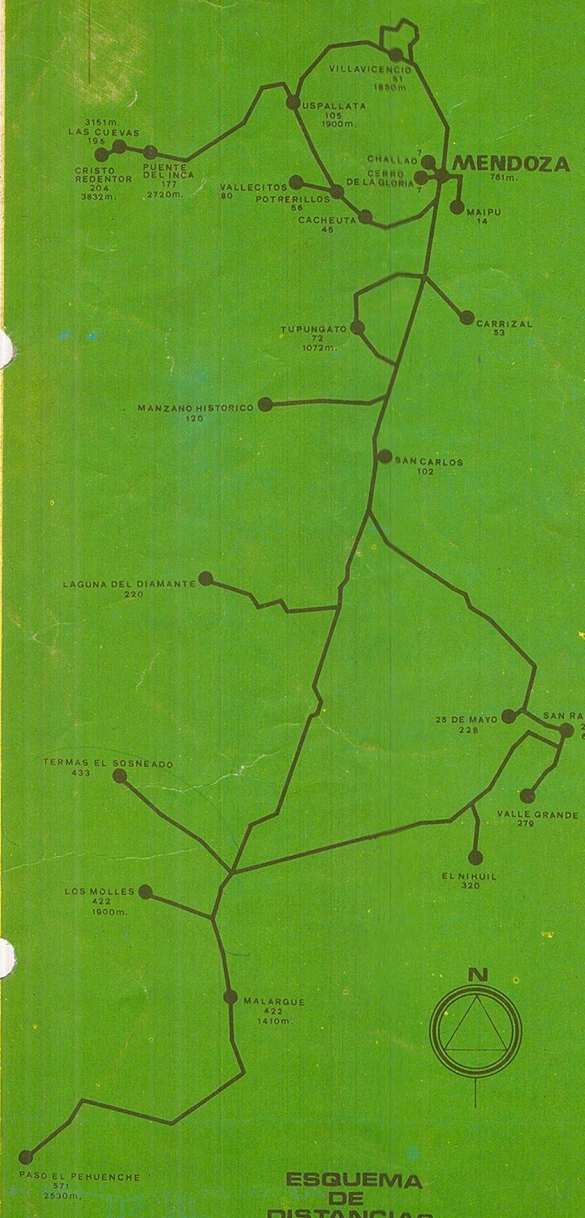 VILLAVICENCIO
81
1850m.
USPALLATA
105
1900m.
3151m.
LAS CUEVAS
196
CRISTO
REDENTOR
204
3832m.
PUENTE
DEL INCA
177
2720m.
CHALLAO 7
CERRO
DE LA GLORIA 7
MENDOZA
761m.
VALLECITOS
80
POTRERILLOS
56
CACHEUTA
45
MAIPU
14
CARRIZAL
53
TUPUNGATO
72
1072m.
MANZANO HISTORICO
120
SAN CARLOS
102
LAGUNA DEL DIAMANTE
220
25 DE MAYO
228
SAN RA
TERMAS EL SOSNEADO
433
VALLE GRANDE
279
EL NIHUIL
320
LOS MOLLES
422
1900m.
MALARGUE
422
1410m.
N
PASO EL PEHUENCHE
571
2530m.
ESQUEMA
DE
DISTANCIAS